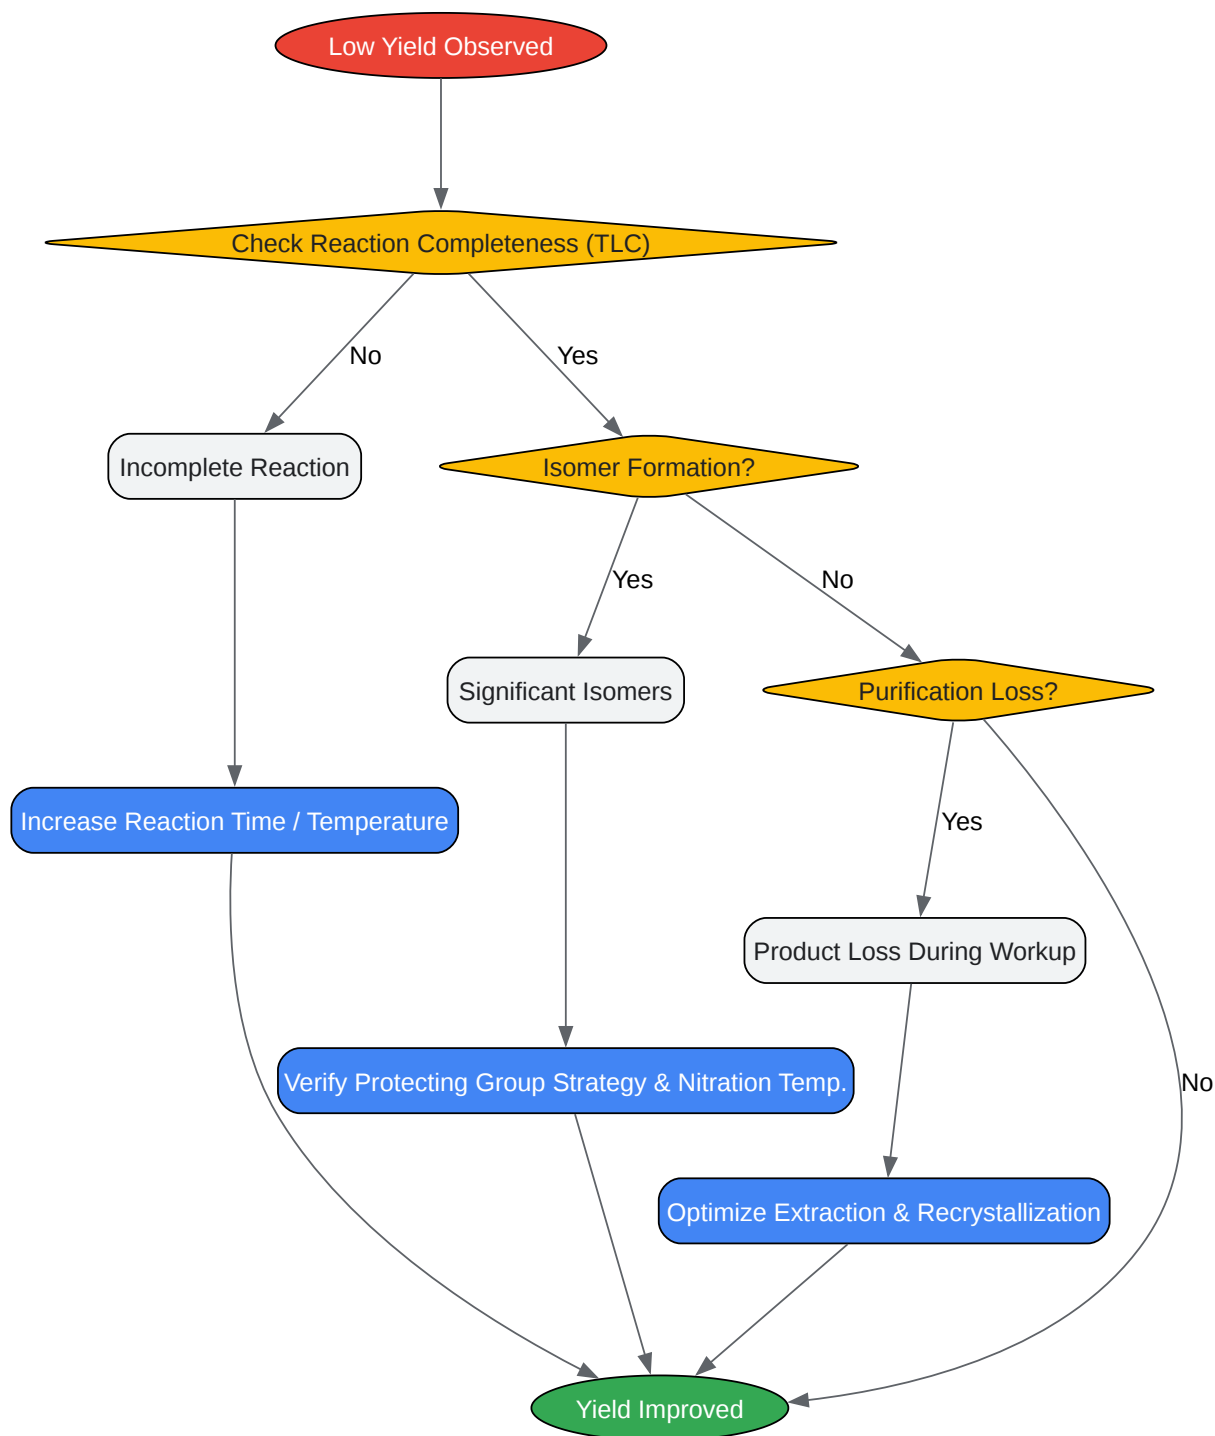 Low Yield Observed
Check Reaction Completeness (TLC)
No
Yes
Incomplete Reaction
Isomer Formation?
Yes
No
Significant Isomers
Purification Loss?
Increase Reaction Time / Temperature
Yes
Product Loss During Workup
Verify Protecting Group Strategy & Nitration Temp.
No
Optimize Extraction & Recrystallization
Yield Improved